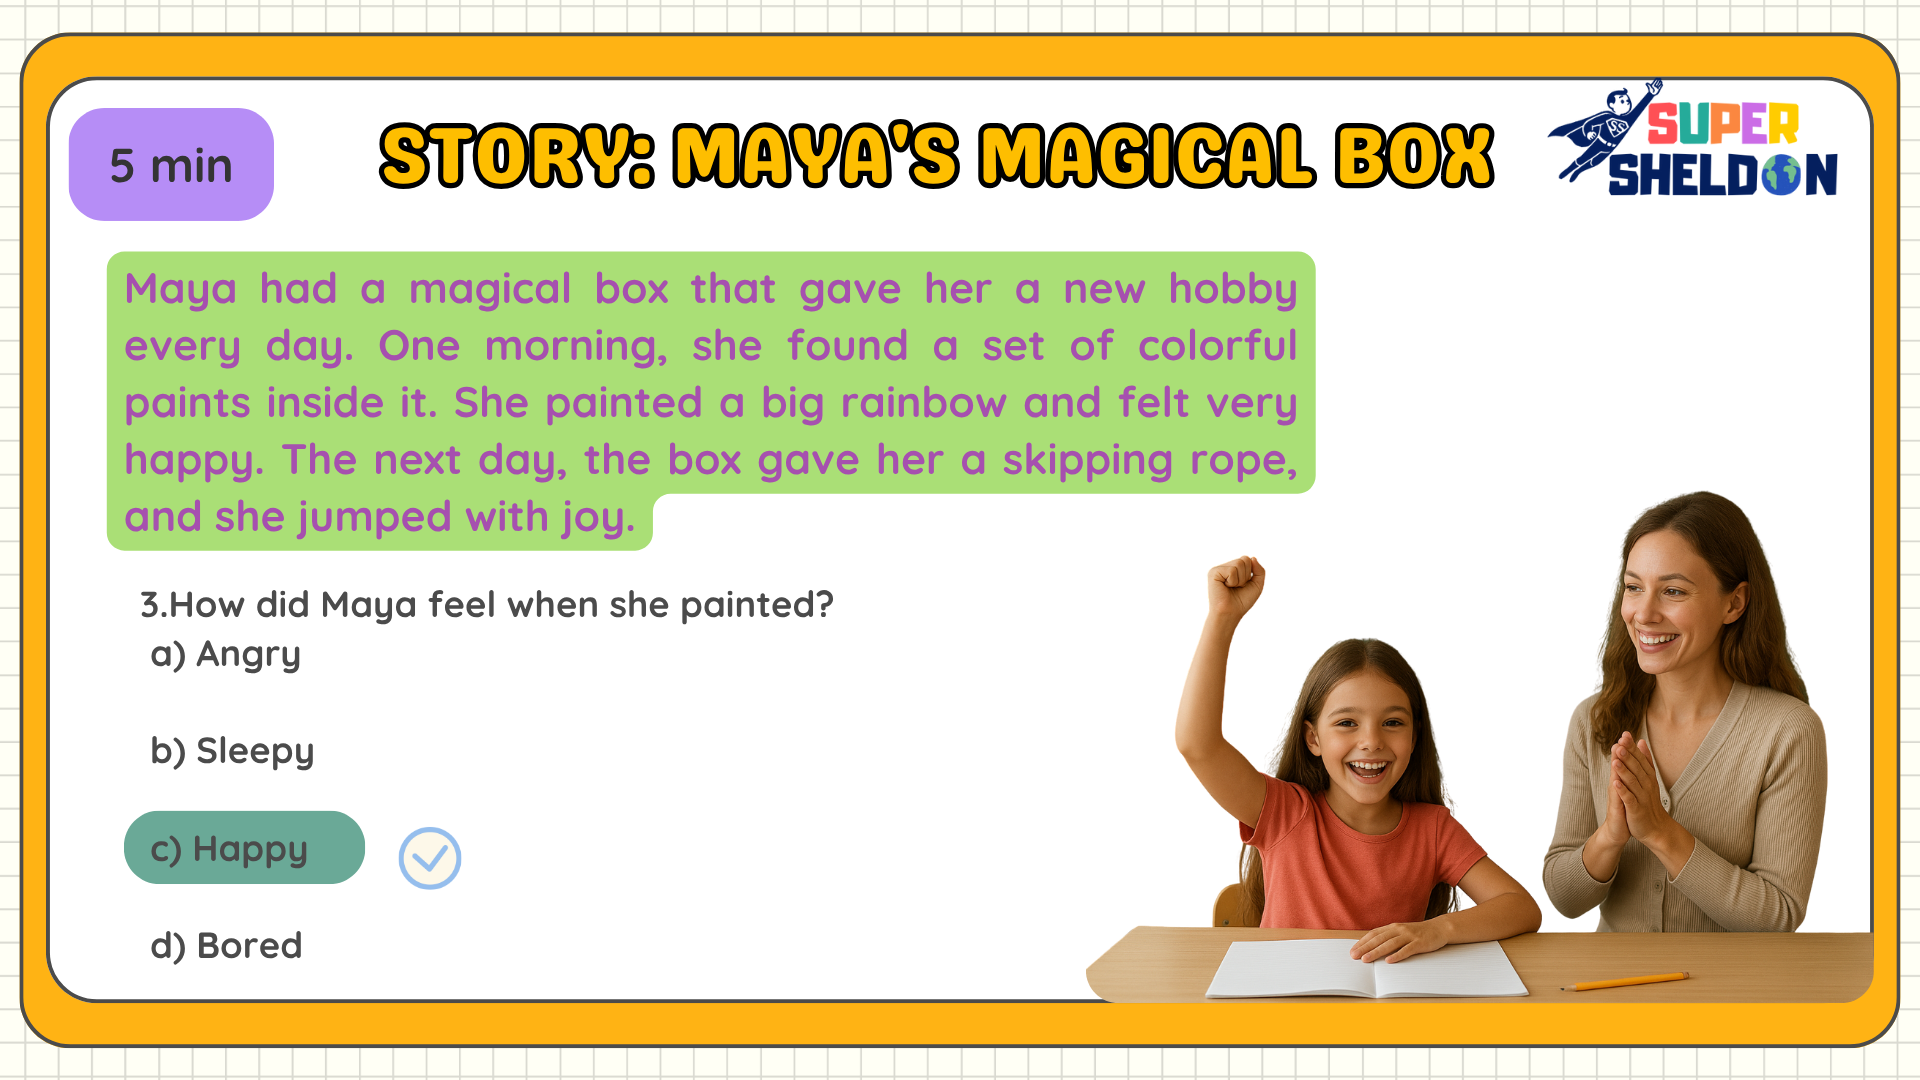 5 min
STORY: MAYA'S MAGICAL BOX
SUPER
SHELDON
Maya had a magical box that gave her a new hobby
every day. One morning, she found a set of colorful
paints inside it. She painted a big rainbow and felt very
happy. The next day, the box gave her a skipping rope,
and she jumped with joy.
3.How did Maya feel when she painted?
a) Angry
b) Sleepy
c) Happy
d) Bored